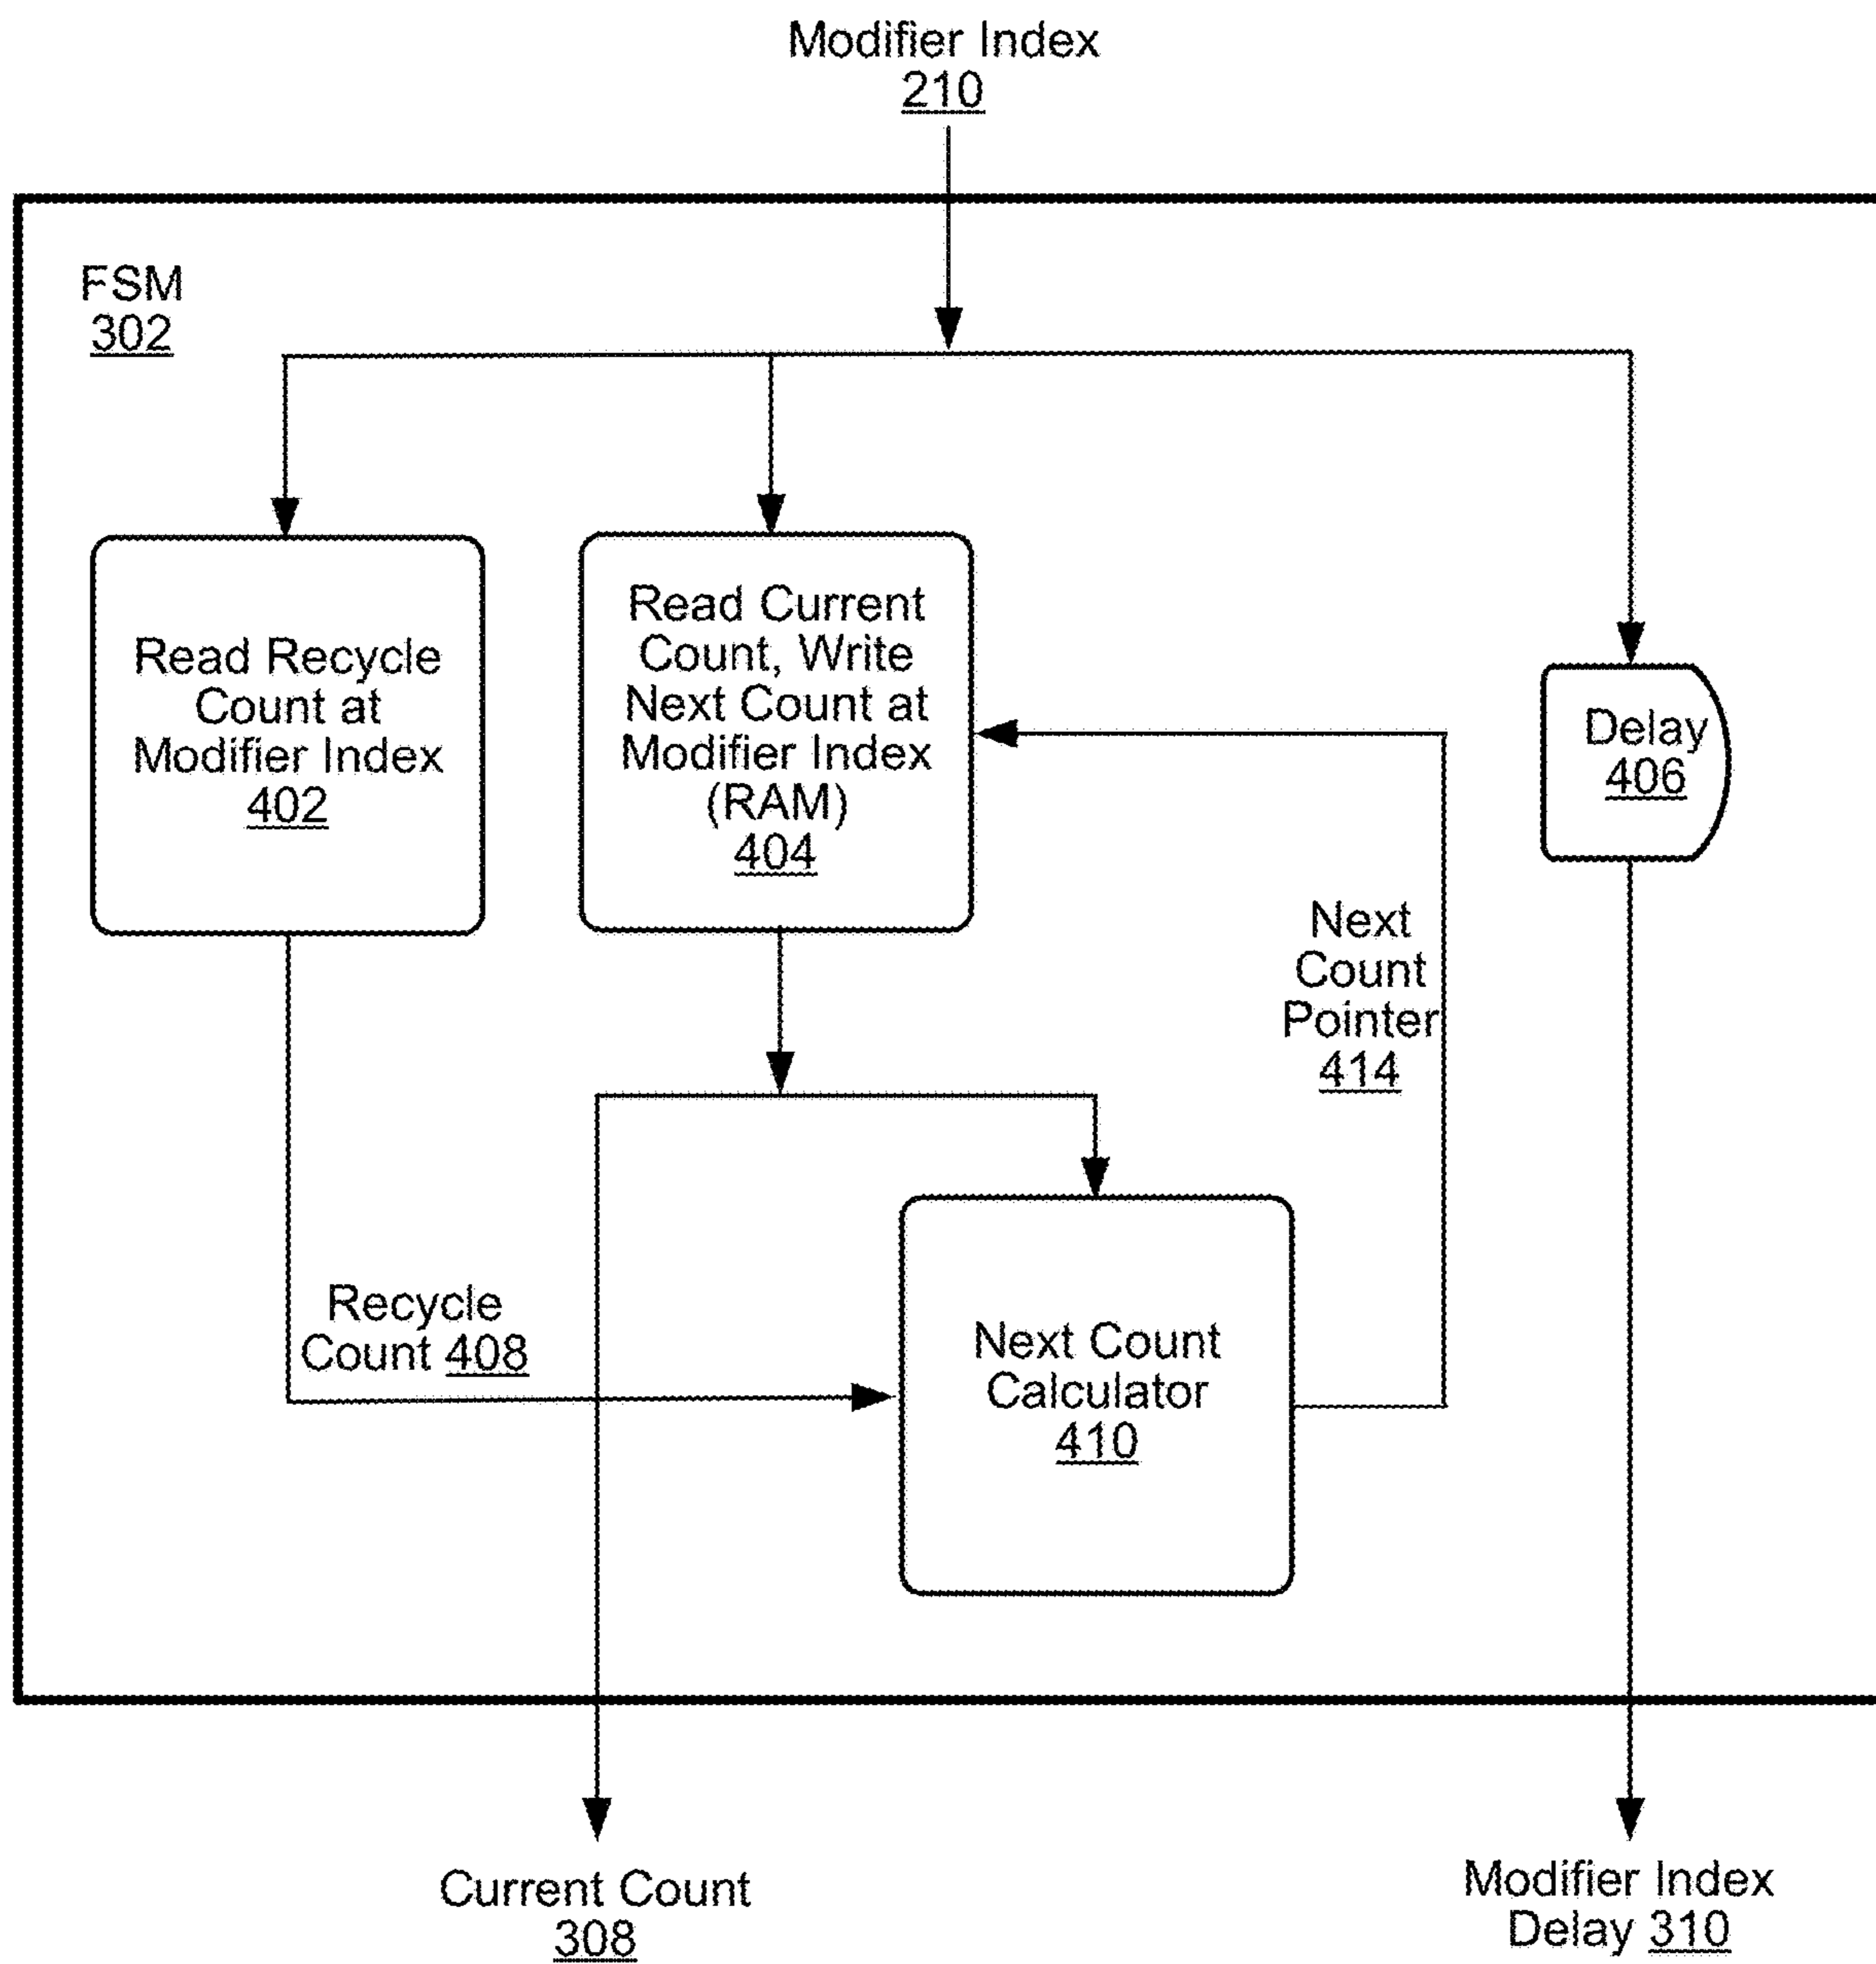 Modifier Index
210
FSM
302
Read Recycle
Count at
Modifier Index
402
Read Current
Count, Write
Next Count at
Modifier Index
(RAM)
404
Delay
406
Next
Count
Pointer
414
Recycle
Count 408
Next Count
Calculator
410
Current Count
308
Modifier Index
Delay 310